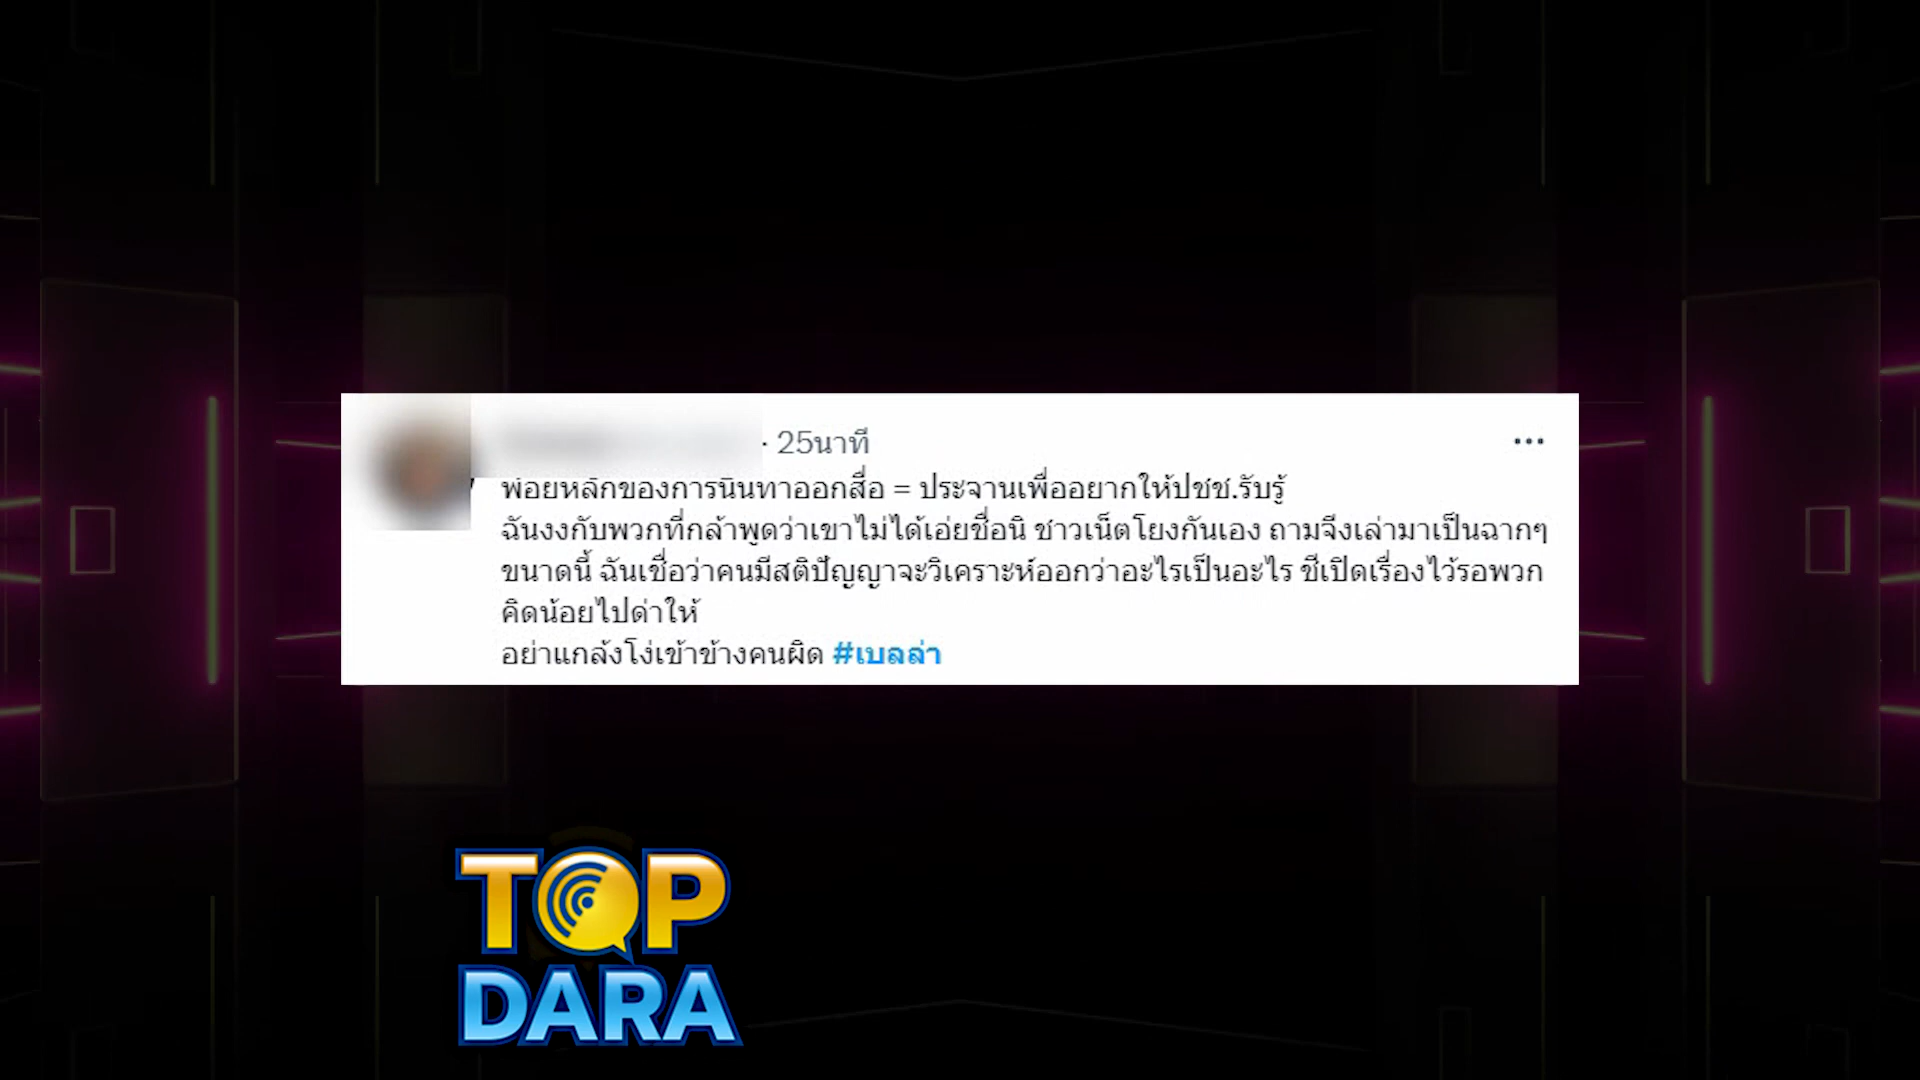 · 25นาที
พอยหลักของการนินทาออกสื่อ = ประจานเพื่ออยากให้ปชช.รับรู้
ฉันงงกับพวกที่กล้าพูดว่าเขาไม่ได้เอ่ยชื่อนิ ชาวเน็ตโยงกันเอง ถามจีงเล่ามาเป็นฉากๆ
ขนาดนี้ ฉันเชื่อว่าคนมีสติปัญญาจะวิเคราะห์ออกว่าอะไรเป็นอะไร ชีเปิดเรื่องไว้รอพวก
คิดน้อยไปด่าให้
อย่าแกล้งโง่เข้าข้างคนผิด #เบลล่า
TOP
DARA